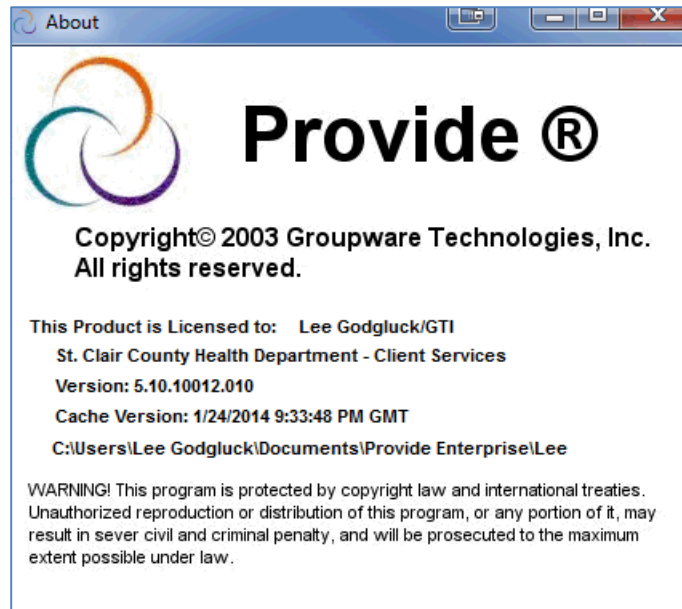 About
Provide ®
Copyright© 2003 Groupware Technologies, Inc.
All rights reserved.
This Product is Licensed to: Lee Godgluck/GTI
St. Clair County Health Department - Client Services
Version: 5.10.10012.010
Cache Version: 1/24/2014 9:33:48 PM GMT
C:\Users\Lee Godgluck\Documents\Provide Enterprise\Lee
WARNING! This program is protected by copyright law and international treaties.
Unauthorized reproduction or distribution of this program, or any portion of it, may
result in sever civil and criminal penalty, and will be prosecuted to the maximum
extent possible under law.